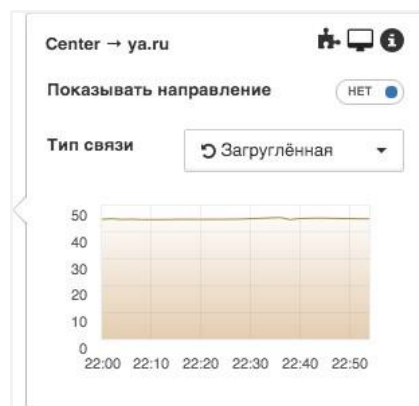 Center → ya.ru
Показывать направление
НЕТ
Тип связи
Загруглённая
50
40
30
20
10
0
22:00 22:10 22:20 22:30 22:40 22:50